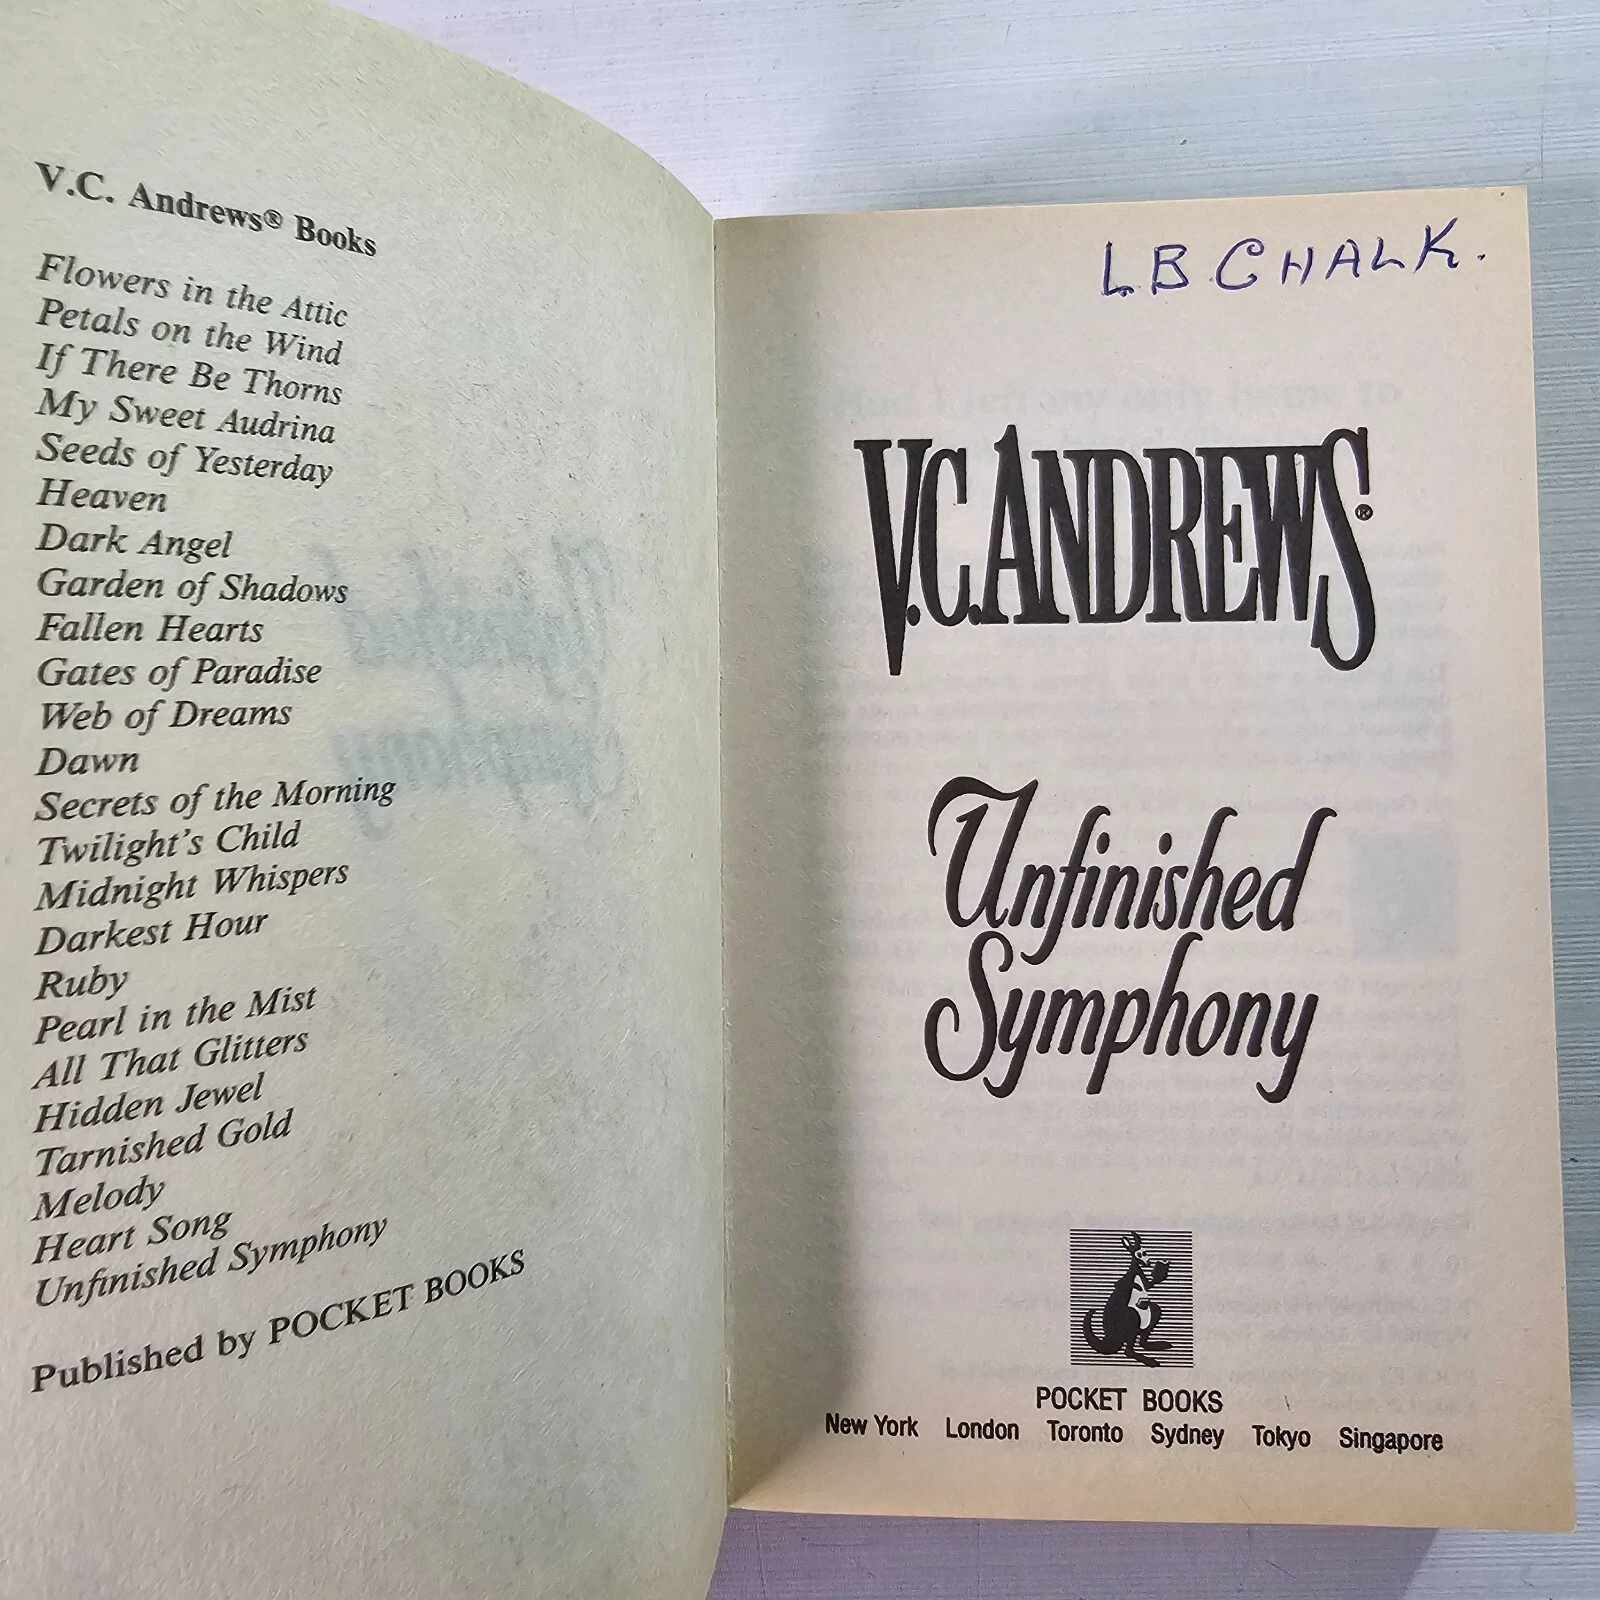 V.C. Andrews® Books
Flowers in the Attic
Petals on the Wind
If There Be Thorns
My Sweet Audrina
Seeds of Yesterday
Heaven
Dark Angel
Garden of Shadows
Fallen Hearts
Gates of Paradise
Web of Dreams
Dawn
Secrets of the Morning
Twilight's Child
Midnight Whispers
Darkest Hour
Ruby
Pearl in the Mist
All That Glitters
Hidden Jewel
Tarnished Gold
Melody
Heart Song
Unfinished Symphony
Published by POCKET BOOKS
LB CHALK.
V.C. ANDREWS®
Unfinished
Symphony
POCKET BOOKS
New York London Toronto Sydney Tokyo Singapore